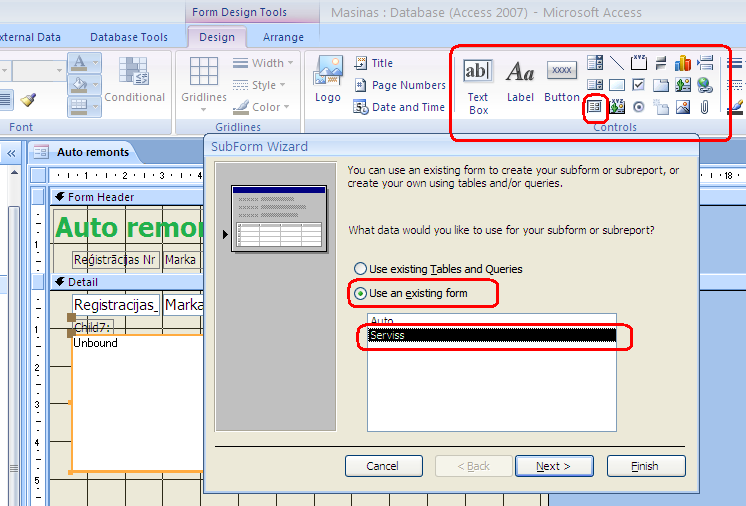 Form Design Tools
Masinas : Database (Access 2007) - Microsoft Access
External Data
Database Tools
Design
Arrange
Conditional
Font
Gridlines
Width
Style
Color
Gridlines
Logo
Title
Page Numbers
Date and Time
ab|
Text
Box
Aa
Label
xxxx
Button
Controls
Auto remonts
Form Header
Auto remon
Reģistrācijas Nr
Marka
Detail
Registracijas_
Marka
Child7:
Unbound
SubForm Wizard
You can use an existing form to create your subform or subreport, or
create your own using tables and/or queries.
What data would you like to use for your subform or subreport?
Use existing Tables and Queries
Use an existing form
Auto
Serviss
Cancel
< Back
Next >
Finish